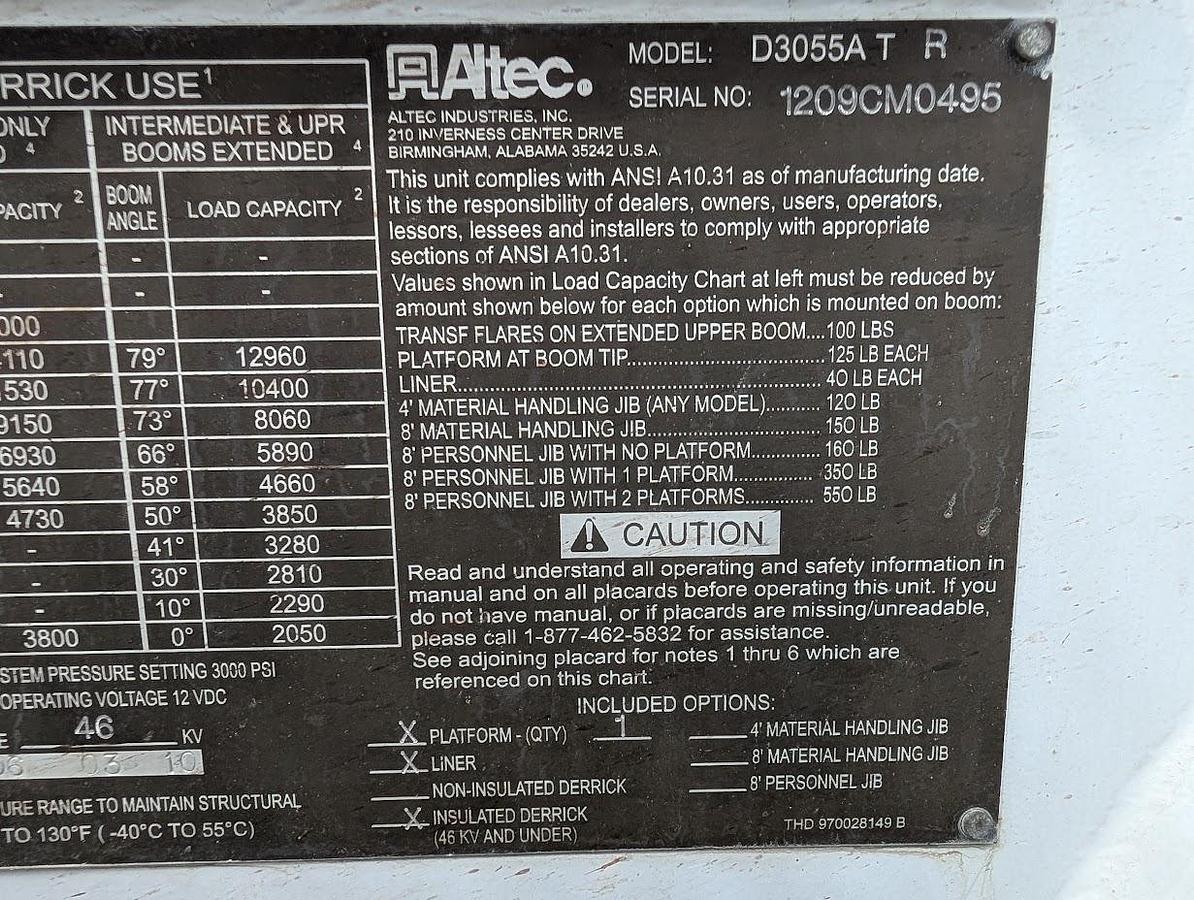 RRICK USE¹
ONLY INTERMEDIATE & UPR
4 BOOMS EXTENDED 4
PACITY 2 BOOM ANGLE LOAD CAPACITY 2
- -
- - -
000
110 79° 12960
530 77° 10400
9150 73° 8060
6930 66° 5890
5640 58° 4660
4730 50° 3850
- 41° 3280
- 30° 2810
- 10° 2290
3800 0° 2050
STEM PRESSURE SETTING 3000 PSI
OPERATING VOLTAGE 12 VDC
E 46 KV
06 03 10
URE RANGE TO MAINTAIN STRUCTURAL
TO 130°F ( -40°C TO 55°C)
Altec®
MODEL: D3055A T R
SERIAL NO: 1209CM0495
ALTEC INDUSTRIES, INC.
210 INVERNESS CENTER DRIVE
BIRMINGHAM, ALABAMA 35242 U.S.A.
This unit complies with ANSI A10.31 as of manufacturing date.
It is the responsibility of dealers, owners, users, operators,
lessors, lessees and installers to comply with appropriate
sections of ANSI A10.31.
Values shown in Load Capacity Chart at left must be reduced by
amount shown below for each option which is mounted on boom:
TRANSF FLARES ON EXTENDED UPPER BOOM....100 LBS
PLATFORM AT BOOM TIP.................................125 LB EACH
LINER............................................................. 40 LB EACH
4' MATERIAL HANDLING JIB (ANY MODEL)........... 120 LB
8' MATERIAL HANDLING JIB............................. 150 LB
8' PERSONNEL JIB WITH NO PLATFORM.............. 160 LB
8' PERSONNEL JIB WITH 1 PLATFORM................ 350 LB
8' PERSONNEL JIB WITH 2 PLATFORMS.............. 550 LB
CAUTION
Read and understand all operating and safety information in
manual and on all placards before operating this unit. If you
do not have manual, or if placards are missing/unreadable,
please call 1-877-462-5832 for assistance.
See adjoining placard for notes 1 thru 6 which are
referenced on this chart.
INCLUDED OPTIONS:
X PLATFORM - (QTY) 1
X LINER
NON-INSULATED DERRICK
X INSULATED DERRICK
(46 KV AND UNDER)
4' MATERIAL HANDLING JIB
8' MATERIAL HANDLING JIB
8' PERSONNEL JIB
THD 970028149 B